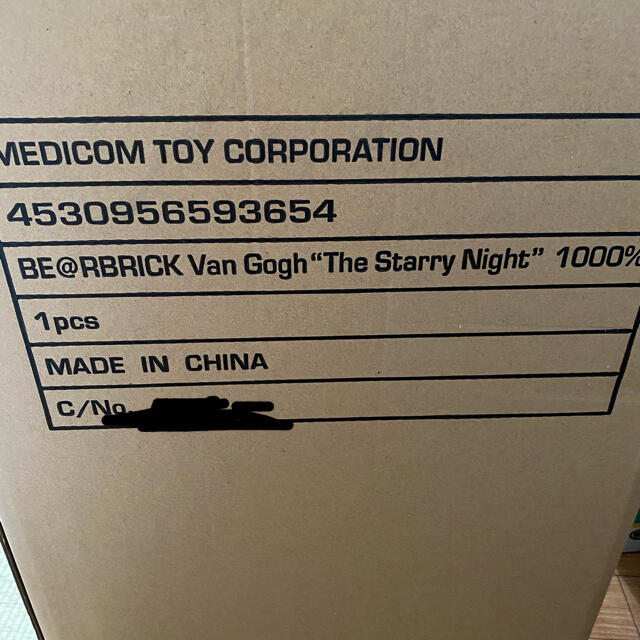 MEDICOM TOY CORPORATION
4530956593654
BE@RBRICK Van Gogh “The Starry Night” 1000%
1pcs
MADE IN CHINA
C/No